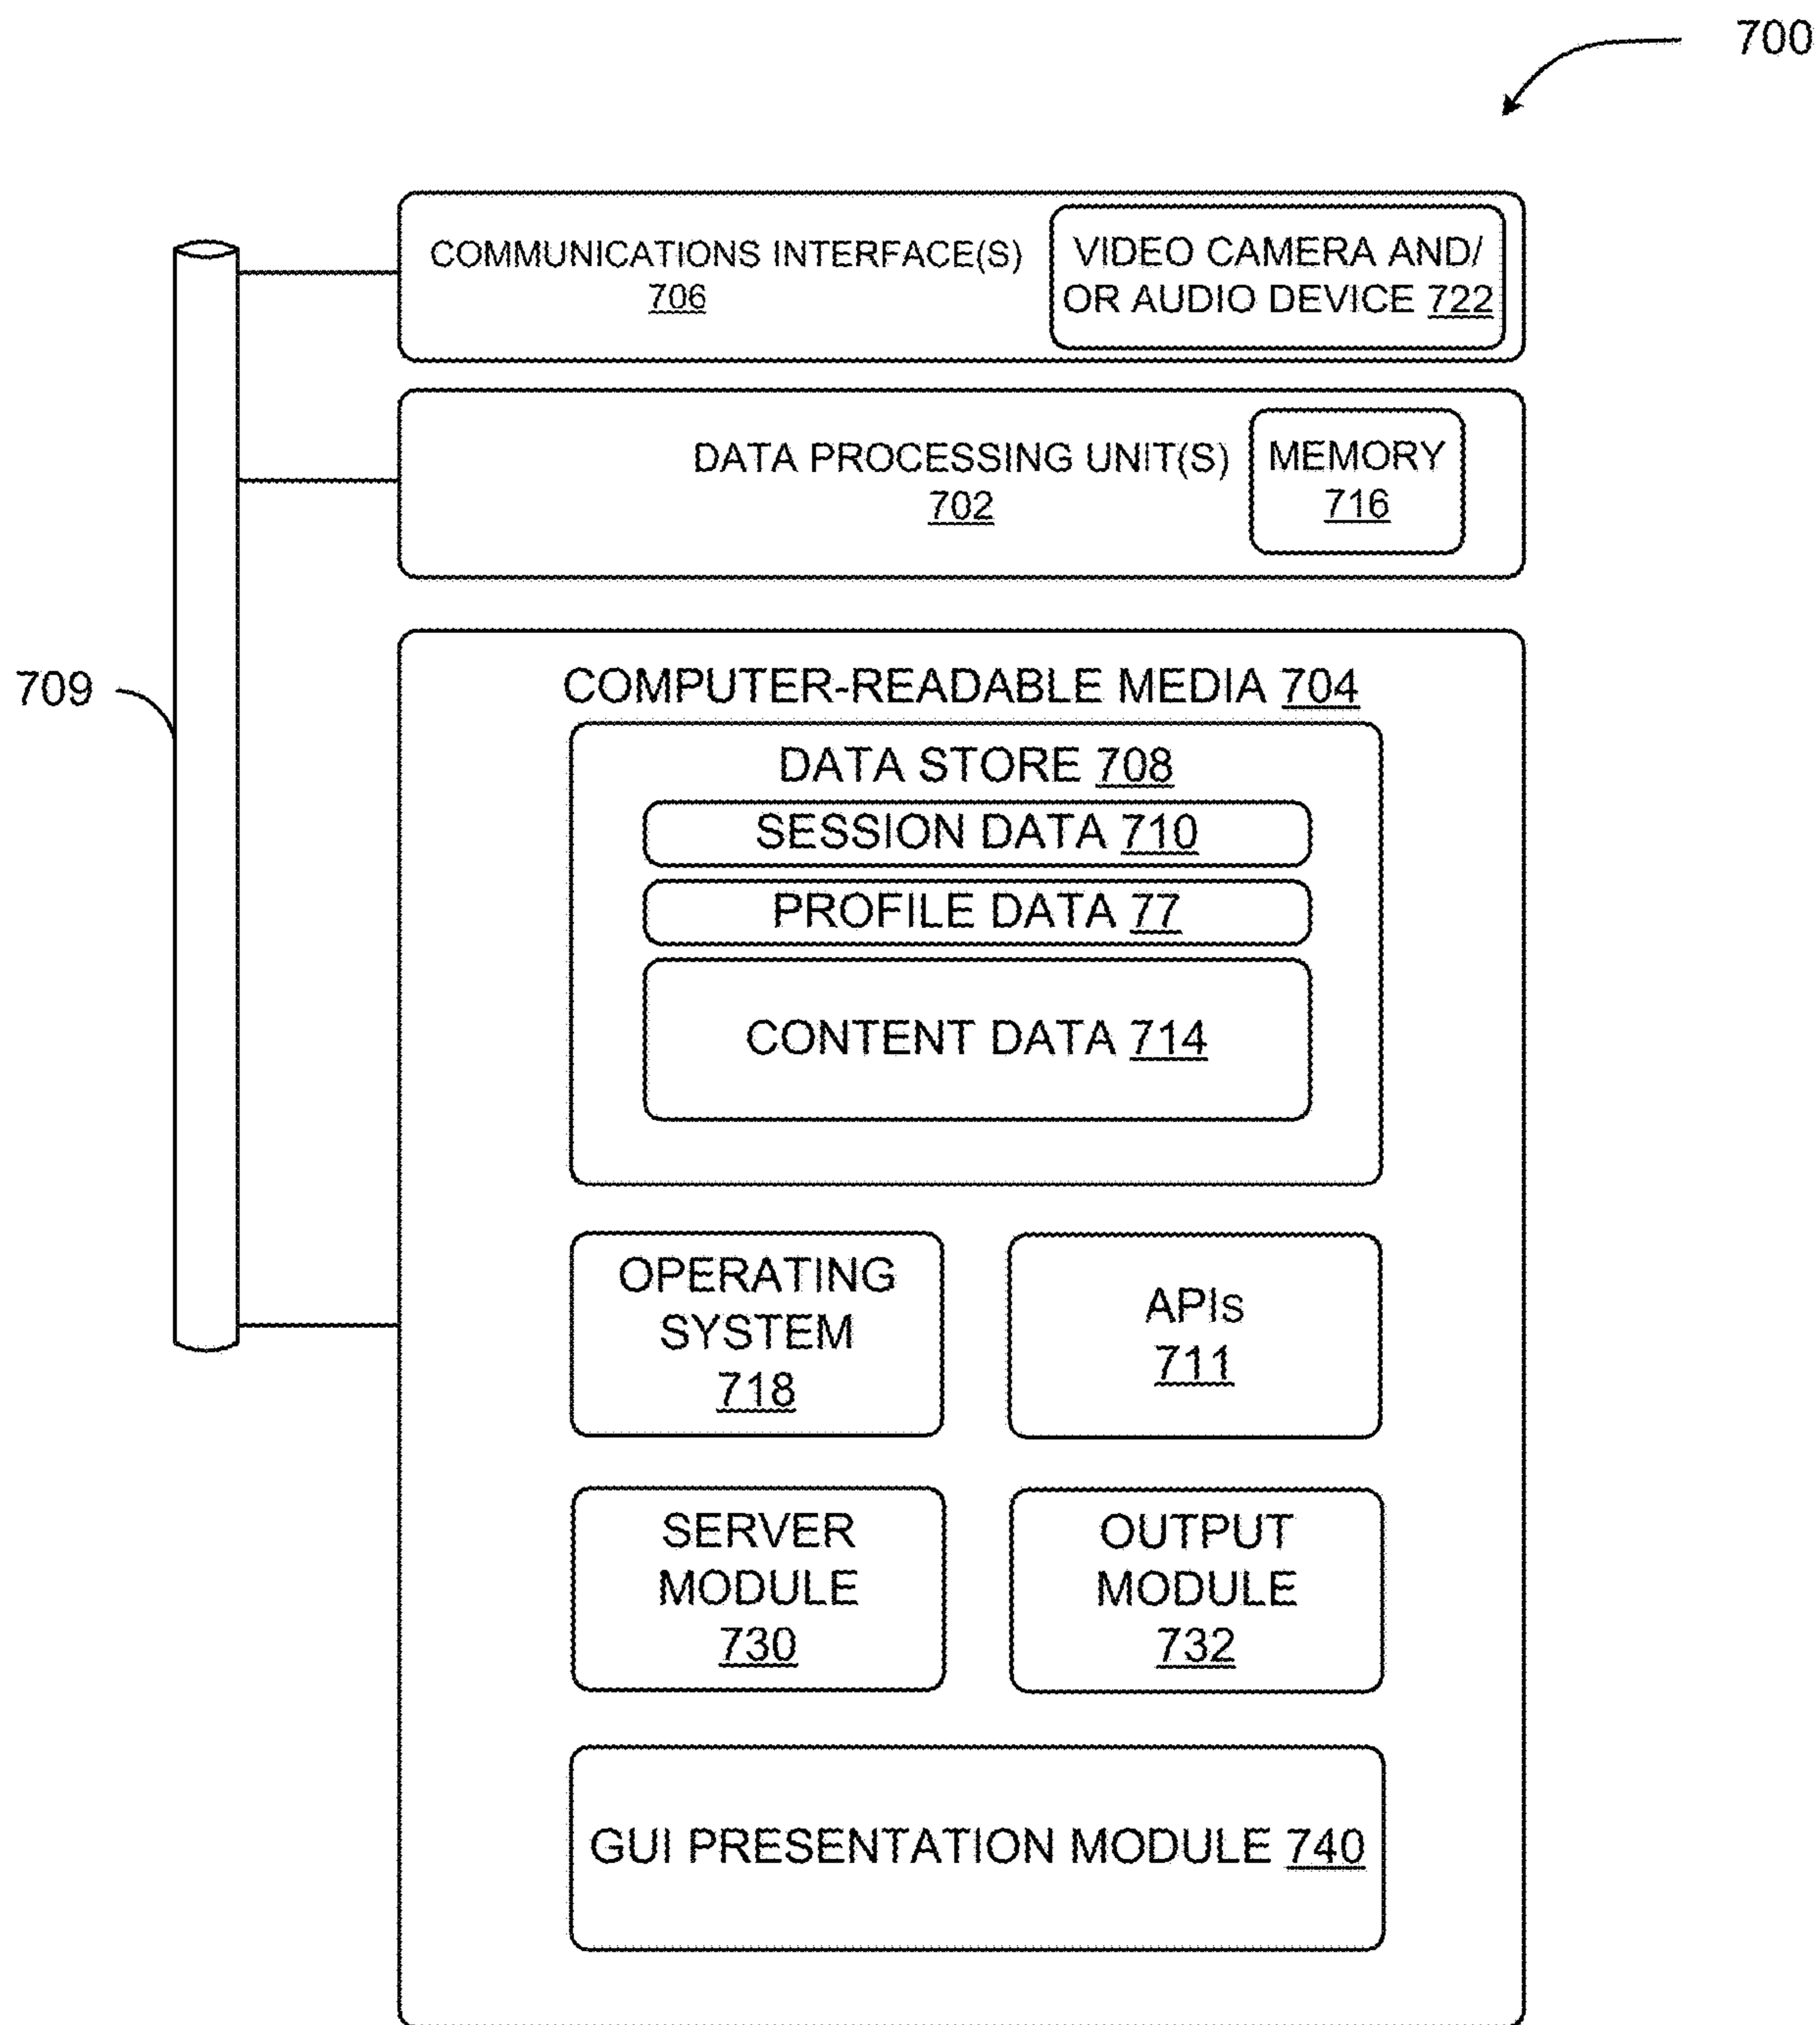 700
COMMUNICATIONS INTERFACE(S)
706
VIDEO CAMERA AND/
OR AUDIO DEVICE 722
DATA PROCESSING UNIT(S)
702
MEMORY
716
709
COMPUTER-READABLE MEDIA 704
DATA STORE 708
SESSION DATA 710
PROFILE DATA 77
CONTENT DATA 714
OPERATING
SYSTEM
718
APIs
711
SERVER
MODULE
730
OUTPUT
MODULE
732
GUI PRESENTATION MODULE 740